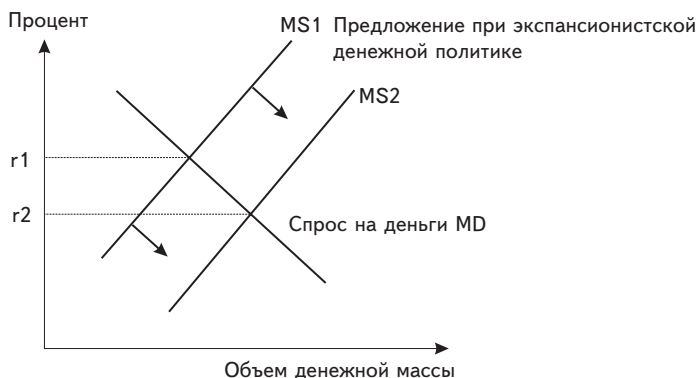 Процент
MS1 Предложение при экспансионистской
денежной политике
MS2
r1
r2
Спрос на деньги MD
Объем денежной массы